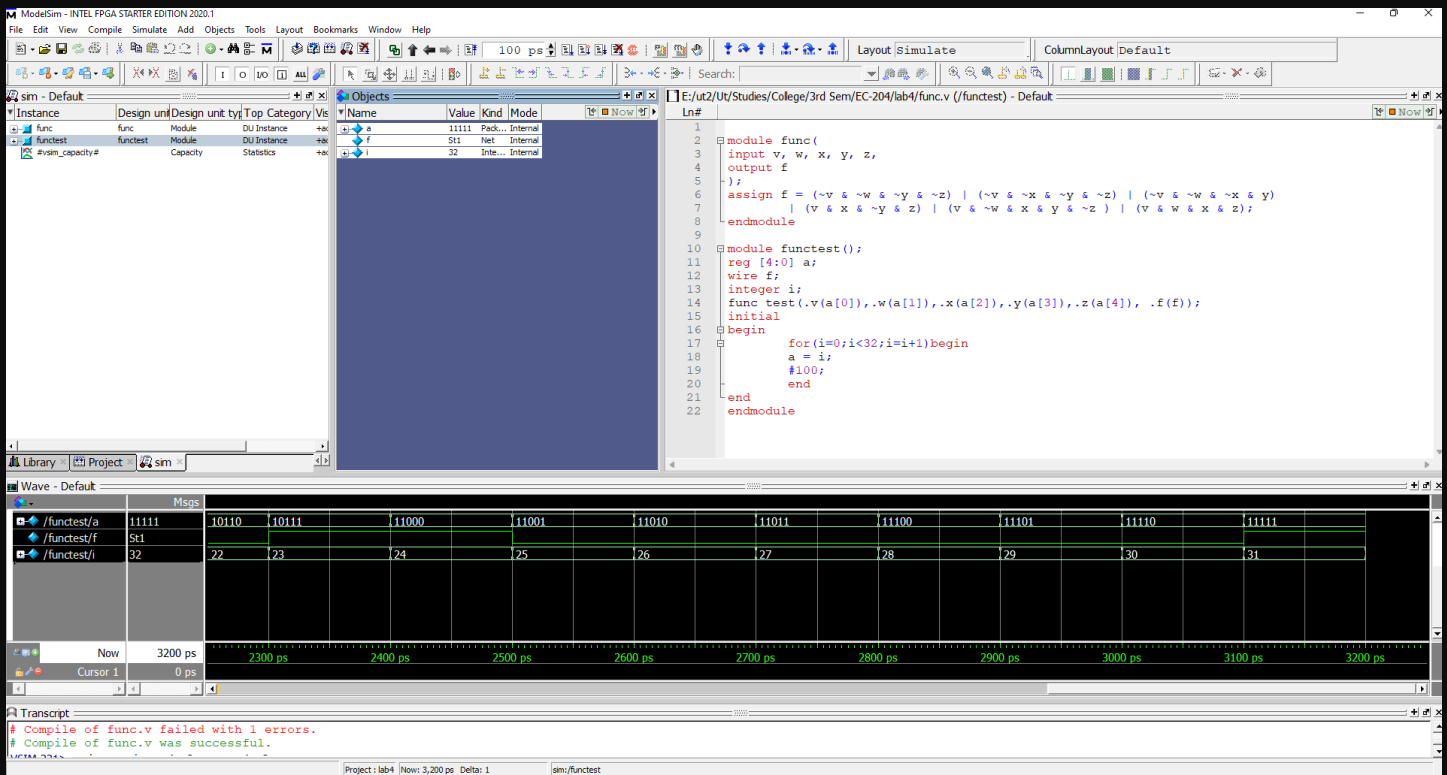 ModelSim - INTEL FPGA STARTER EDITION 2020.1
File Edit View Compile Simulate Add Objects Tools Layout Bookmarks Window Help
100 ps
Layout Simulate
ColumnLayout Default
Search:
sim - Default
Instance Design unit Design unit typ Top Category Vis
func func Module DU Instance +ac
functest functest Module DU Instance +ac
#vsim_capacity# Capacity Statistics +ac
Library Project sim
Objects
Name Value Kind Mode Now
a 11111 Pack... Internal
f St1 Net Internal
i 32 Inte... Internal
E:/ut2/Ut/Studies/College/3rd Sem/EC-204/lab4/func.v (/functest) - Default
Ln# Now
1
2 module func(
3 input v, w, x, y, z,
4 output f
5 );
6 assign f = (~v & ~w & ~y & ~z) | (~v & ~x & ~y & ~z) | (~v & ~w & ~x & y)
7 | (v & x & ~y & z) | (v & ~w & x & y & ~z ) | (v & w & x & z);
8 endmodule
9
10 module functest();
11 reg [4:0] a;
12 wire f;
13 integer i;
14 func test(.v(a[0]),.w(a[1]),.x(a[2]),.y(a[3]),.z(a[4]), .f(f));
15 initial
16 begin
17 for(i=0;i<32;i=i+1)begin
18 a = i;
19 #100;
20 end
21 end
22 endmodule
Wave - Default
Msgs
/functest/a 11111 10110 10111 11000 11001 11010 11011 11100 11101 11110 11111
/functest/f St1
/functest/i 32 22 23 24 25 26 27 28 29 30 31
Now 3200 ps 2300 ps 2400 ps 2500 ps 2600 ps 2700 ps 2800 ps 2900 ps 3000 ps 3100 ps 3200 ps
Cursor 1 0 ps
Transcript
# Compile of func.v failed with 1 errors.
# Compile of func.v was successful.
Project : lab4 Now: 3,200 ps Delta: 1 sim:/functest